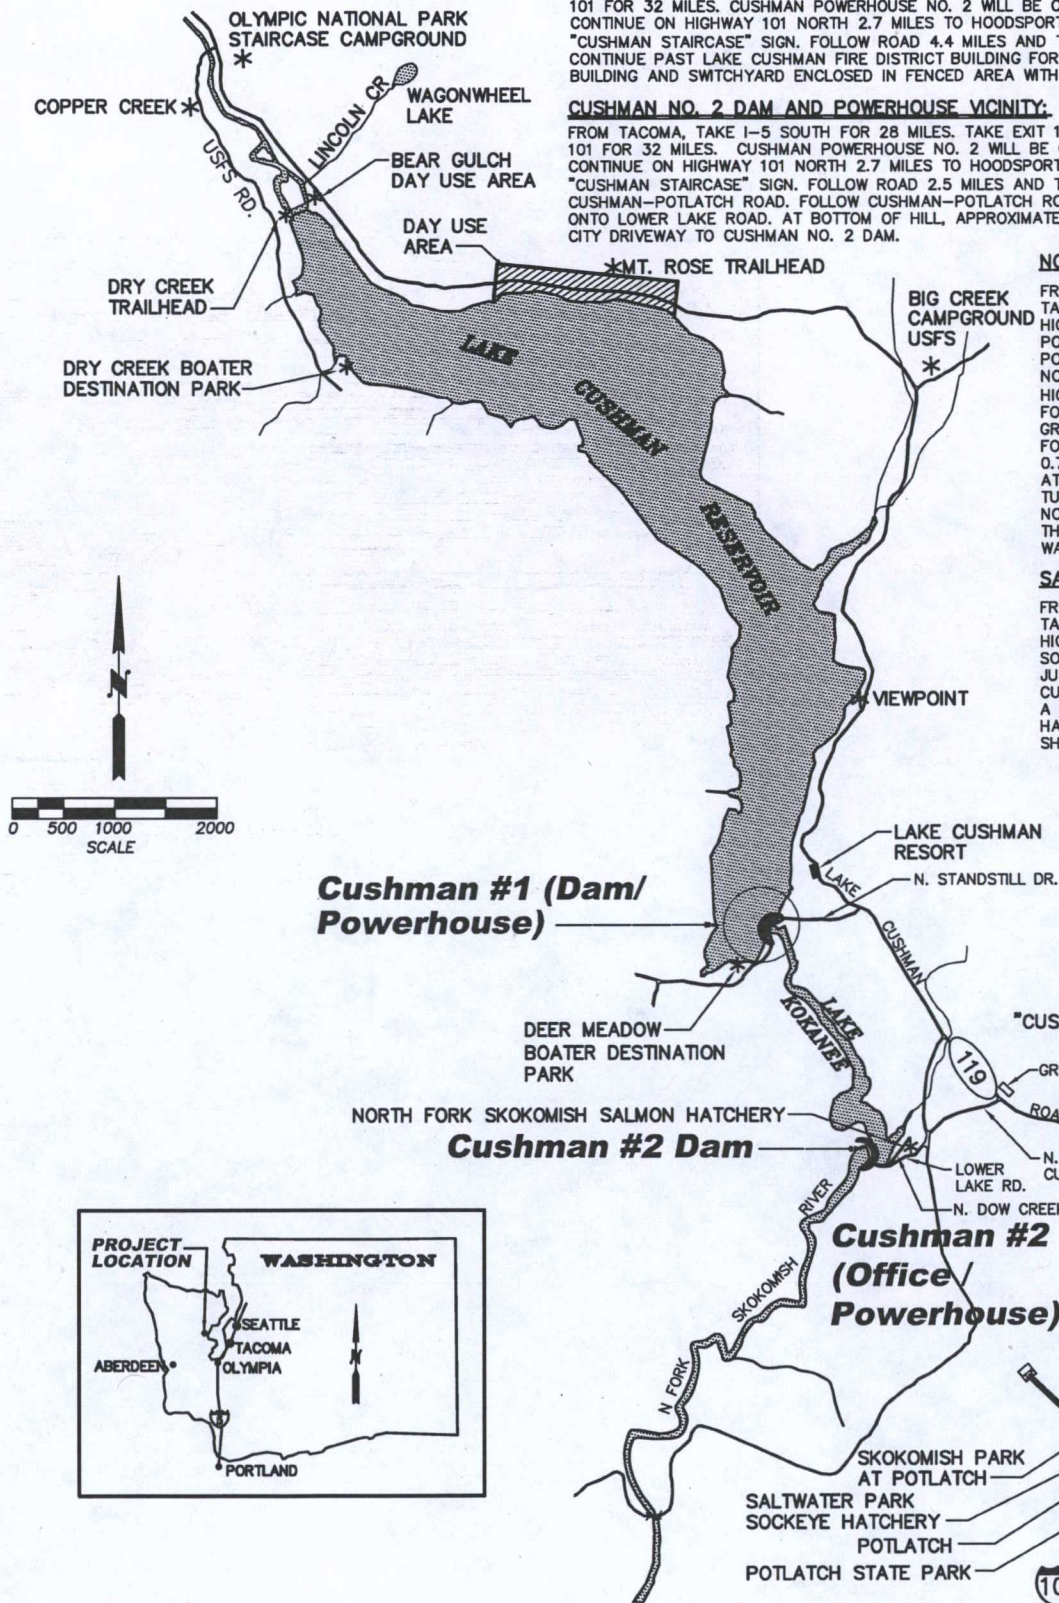 101 FOR 32 MILES. CUSHMAN POWERHOUSE NO. 2 WILL BE
CONTINUE ON HIGHWAY 101 NORTH 2.7 MILES TO HOODSPORT
"CUSHMAN STAIRCASE" SIGN. FOLLOW ROAD 4.4 MILES AND
CONTINUE PAST LAKE CUSHMAN FIRE DISTRICT BUILDING FOR
BUILDING AND SWITCHYARD ENCLOSED IN FENCED AREA WITH
CUSHMAN NO. 2 DAM AND POWERHOUSE VICINITY:
FROM TACOMA, TAKE I-5 SOUTH FOR 28 MILES. TAKE EXIT
101 FOR 32 MILES. CUSHMAN POWERHOUSE NO. 2 WILL BE
CONTINUE ON HIGHWAY 101 NORTH 2.7 MILES TO HOODSPORT
"CUSHMAN STAIRCASE" SIGN. FOLLOW ROAD 2.5 MILES AND
CUSHMAN-POTLATCH ROAD. FOLLOW CUSHMAN-POTLATCH
ONTO LOWER LAKE ROAD. AT BOTTOM OF HILL,
CITY DRIVEWAY TO CUSHMAN NO. 2 DAM.
OLYMPIC NATIONAL PARK
STAIRCASE CAMPGROUND
COPPER CREEK
LINCOLN CR
WAGONWHEEL
LAKE
USFS RD.
BEAR GULCH
DAY USE AREA
DAY USE
AREA
MT. ROSE TRAILHEAD
DRY CREEK
TRAILHEAD
BIG CREEK
CAMPGROUND
USFS
DRY CREEK BOATER
DESTINATION PARK
LAKE
CUSHMAN
RESERVOIR
N
VIEWPOINT
0 500 1000 2000
SCALE
LAKE CUSHMAN
RESORT
N. STANDSTILL DR.
LAKE
CUSHMAN
Cushman #1 (Dam/
Powerhouse)
DEER MEADOW
BOATER DESTINATION
PARK
LAKE
KOKANEE
119
NORTH FORK SKOKOMISH SALMON HATCHERY
Cushman #2 Dam
LOWER
LAKE RD.
N.
N. DOW
Cushman #2
(Office /
Powerhouse)
RIVER
SKOKOMISH
N FORK
PROJECT
LOCATION
WASHINGTON
SEATTLE
TACOMA
ABERDEEN
OLYMPIA
N
5
PORTLAND
SKOKOMISH PARK
AT POTLATCH
SALTWATER PARK
SOCKEYE HATCHERY
POTLATCH
POTLATCH STATE PARK